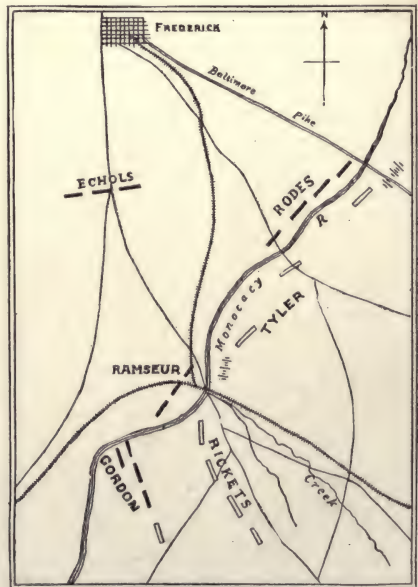 FREDERICK
N
Baltimore Pike
ECHOLS
RODES
R
Monocacy
TYLER
RAMSEUR
RICKETS
GORDON
Creek